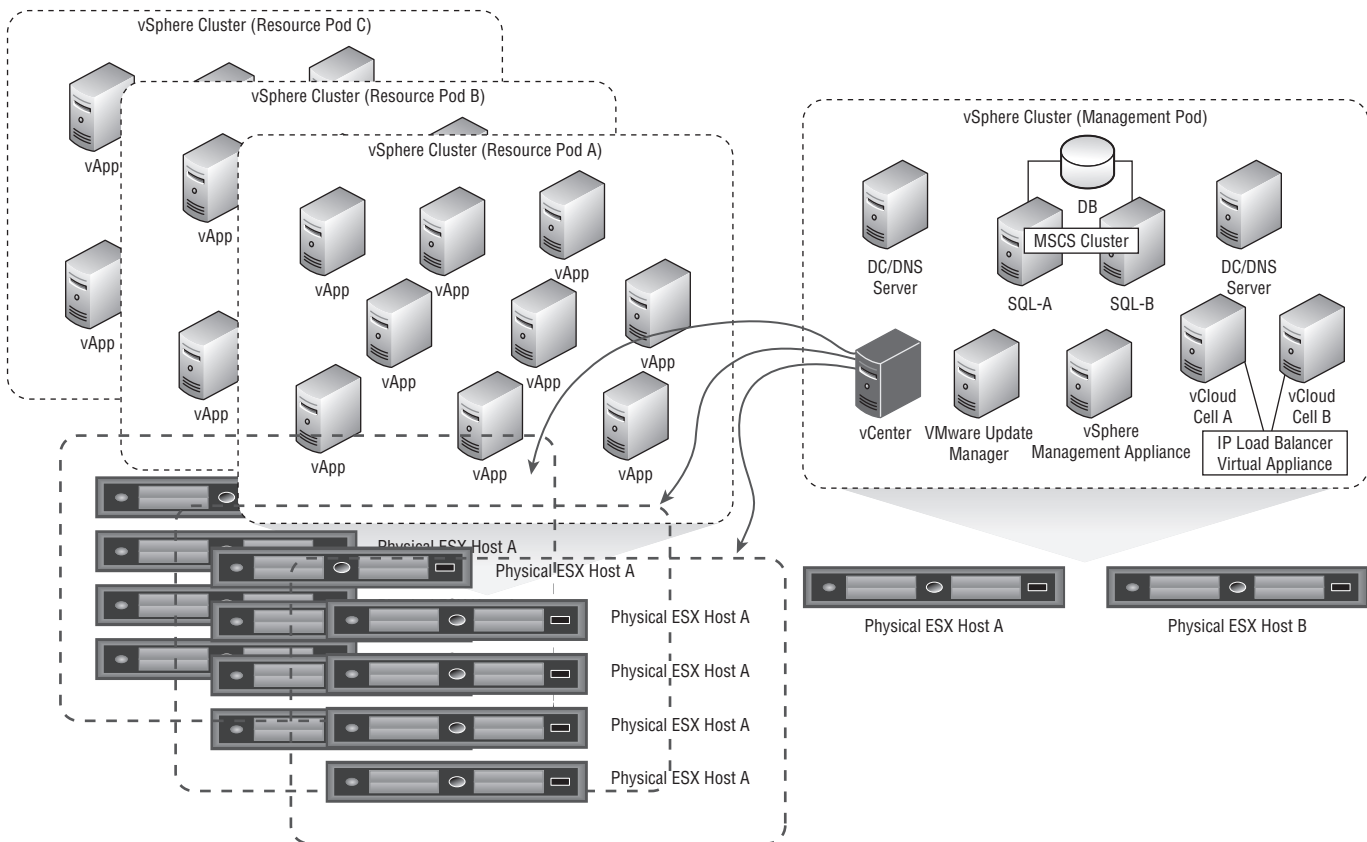 vSphere Cluster (Resource Pod C)
vApp
vApp
vSphere Cluster (Resource Pod B)
vApp
vApp
vSphere Cluster (Resource Pod A)
vApp
vApp
vApp
vApp
vApp
vApp
vApp
vApp
vApp
vSphere Cluster (Management Pod)
DB
MSCS Cluster
DC/DNS
Server
SQL-A
SQL-B
DC/DNS
Server
vCenter
VMware Update
Manager
vSphere
Management Appliance
vCloud
Cell A
vCloud
Cell B
IP Load Balancer
Virtual Appliance
Physical ESX Host A
Physical ESX Host A
Physical ESX Host A
Physical ESX Host A
Physical ESX Host A
Physical ESX Host A
Physical ESX Host A
Physical ESX Host B